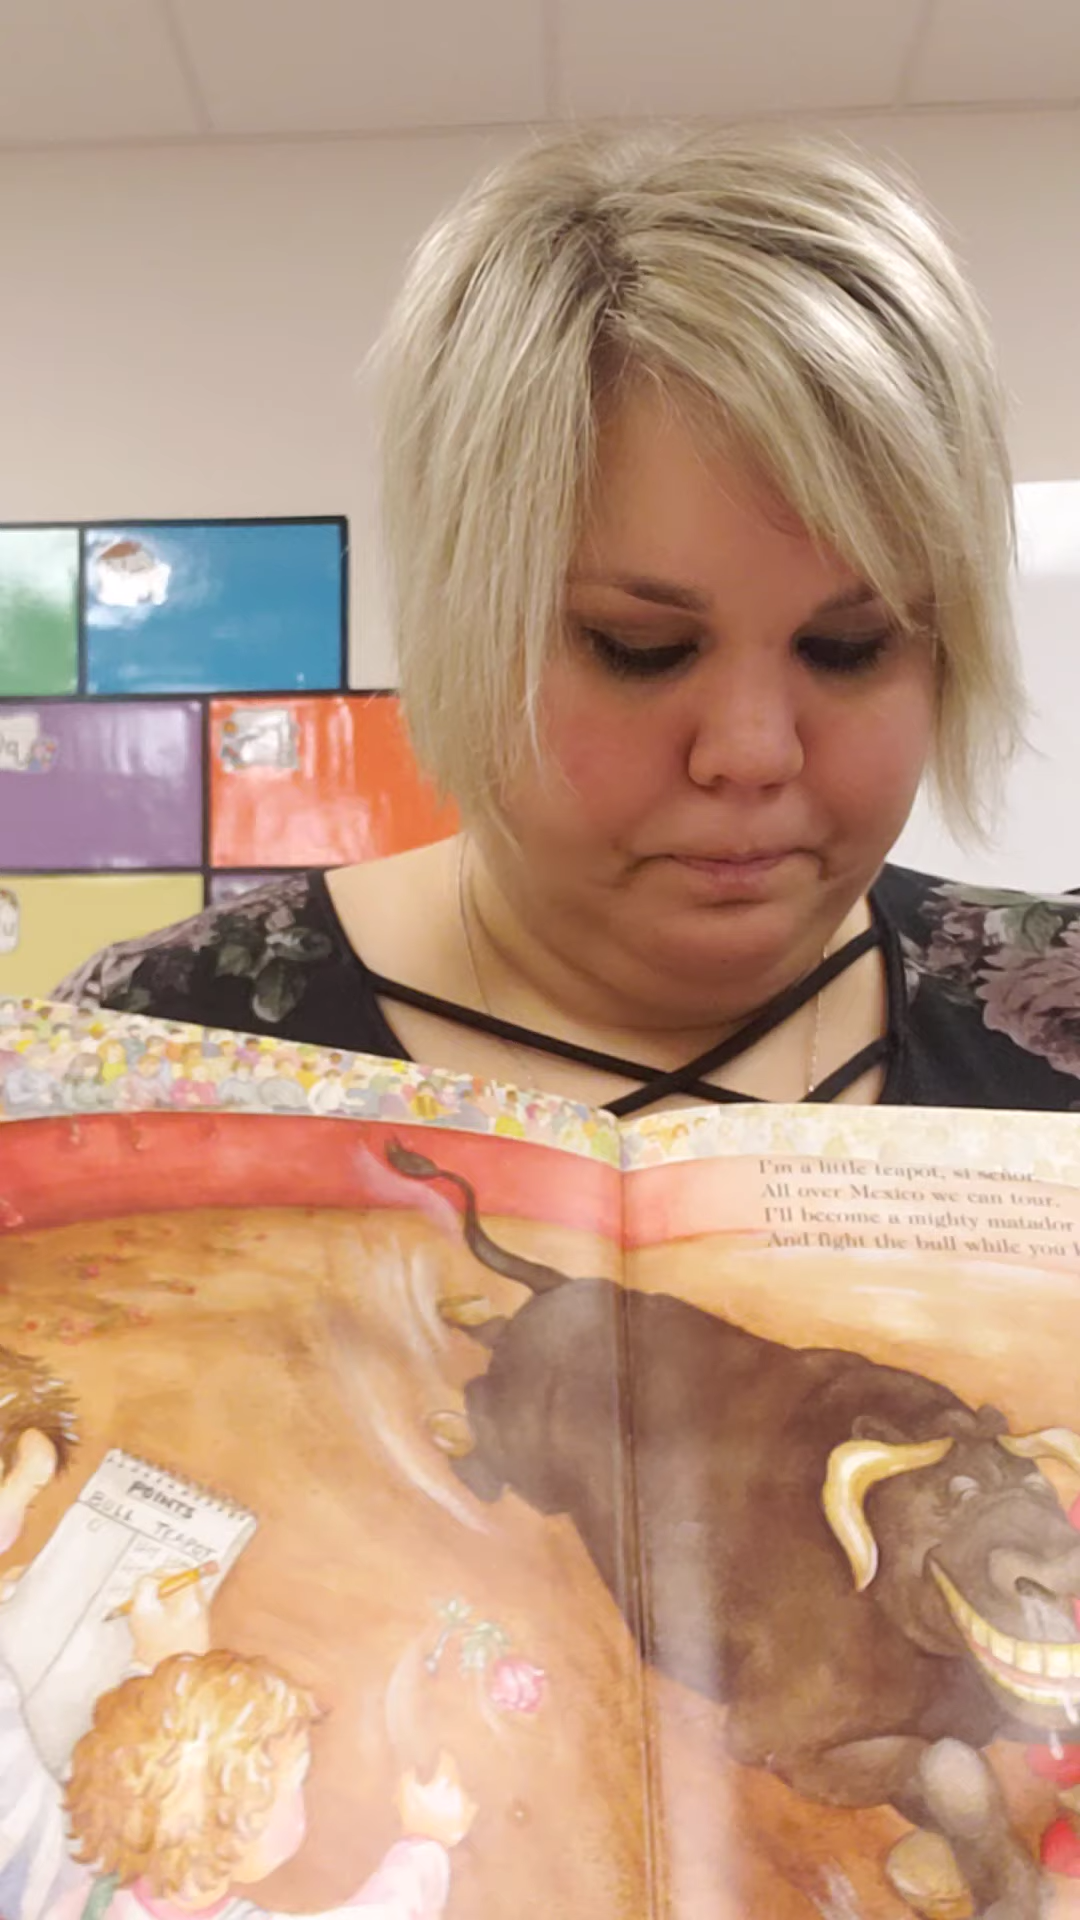 I'm a little teapot, sí señor.
All over Mexico we can tour.
I'll become a mighty matador
And fight the bull while you
POINTS
BULL TEAPOT